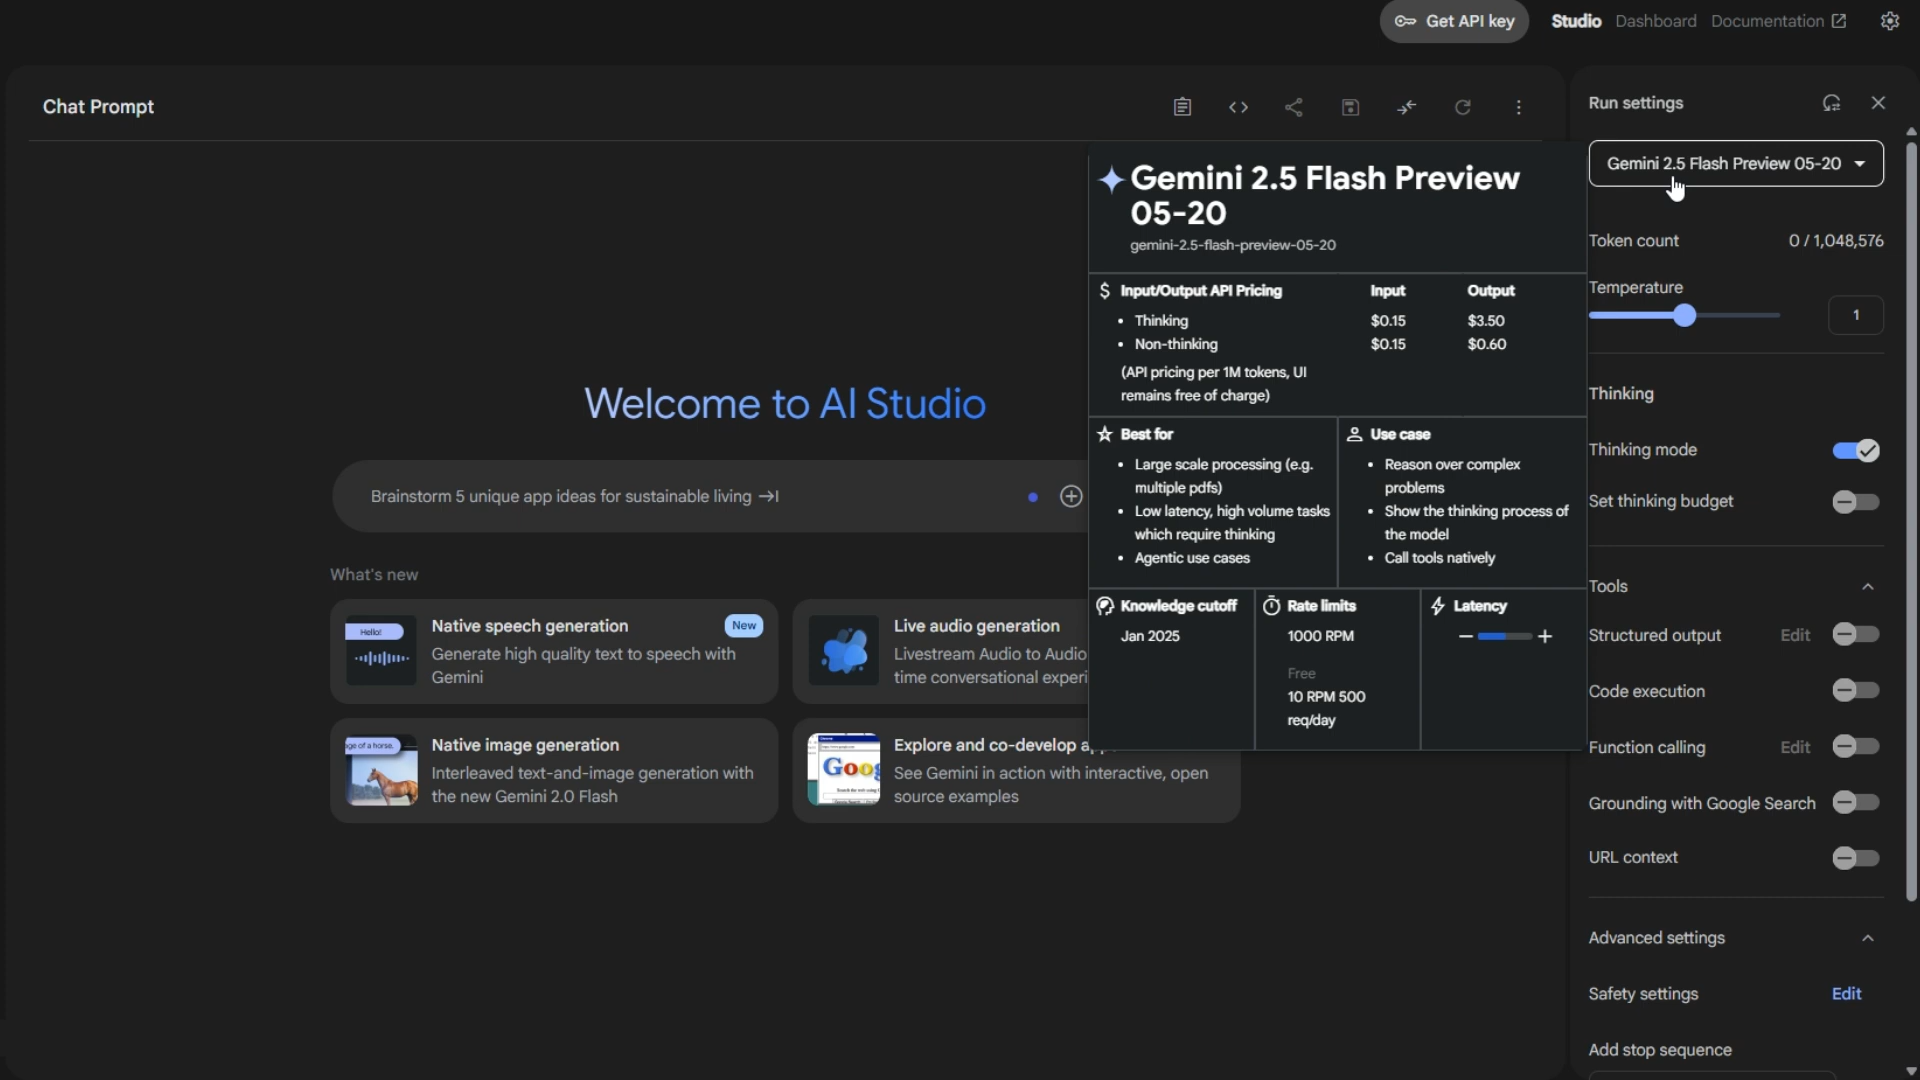 Get API key
Studio
Dashboard
Documentation
Chat Prompt
Run settings
Gemini 2.5 Flash Preview 05-20
Gemini 2.5 Flash Preview
05-20
gemini-2.5-flash-preview-05-20
Input/Output API Pricing Input Output
• Thinking $0.15 $3.50
• Non-thinking $0.15 $0.60
(API pricing per 1M tokens, UI
remains free of charge)
Best for
• Large scale processing (e.g.
multiple pdfs)
• Low latency, high volume tasks
which require thinking
• Agentic use cases
Use case
• Reason over complex
problems
• Show the thinking process of
the model
• Call tools natively
Knowledge cutoff
Jan 2025
Rate limits
1000 RPM
Free
10 RPM 500
req/day
Latency
Token count 0 / 1,048,576
Temperature
1
Thinking
Thinking mode
Set thinking budget
Tools
Structured output Edit
Code execution
Function calling Edit
Grounding with Google Search
URL context
Advanced settings
Safety settings Edit
Add stop sequence
Welcome to AI Studio
Brainstorm 5 unique app ideas for sustainable living
What's new
Hello!
Native speech generation New
Generate high quality text to speech with
Gemini
Live audio generation
Livestream Audio to Audio
time conversational experi
age of a horse.
Native image generation
Interleaved text-and-image generation with
the new Gemini 2.0 Flash
Goog
Explore and co-develop
See Gemini in action with interactive, open
source examples